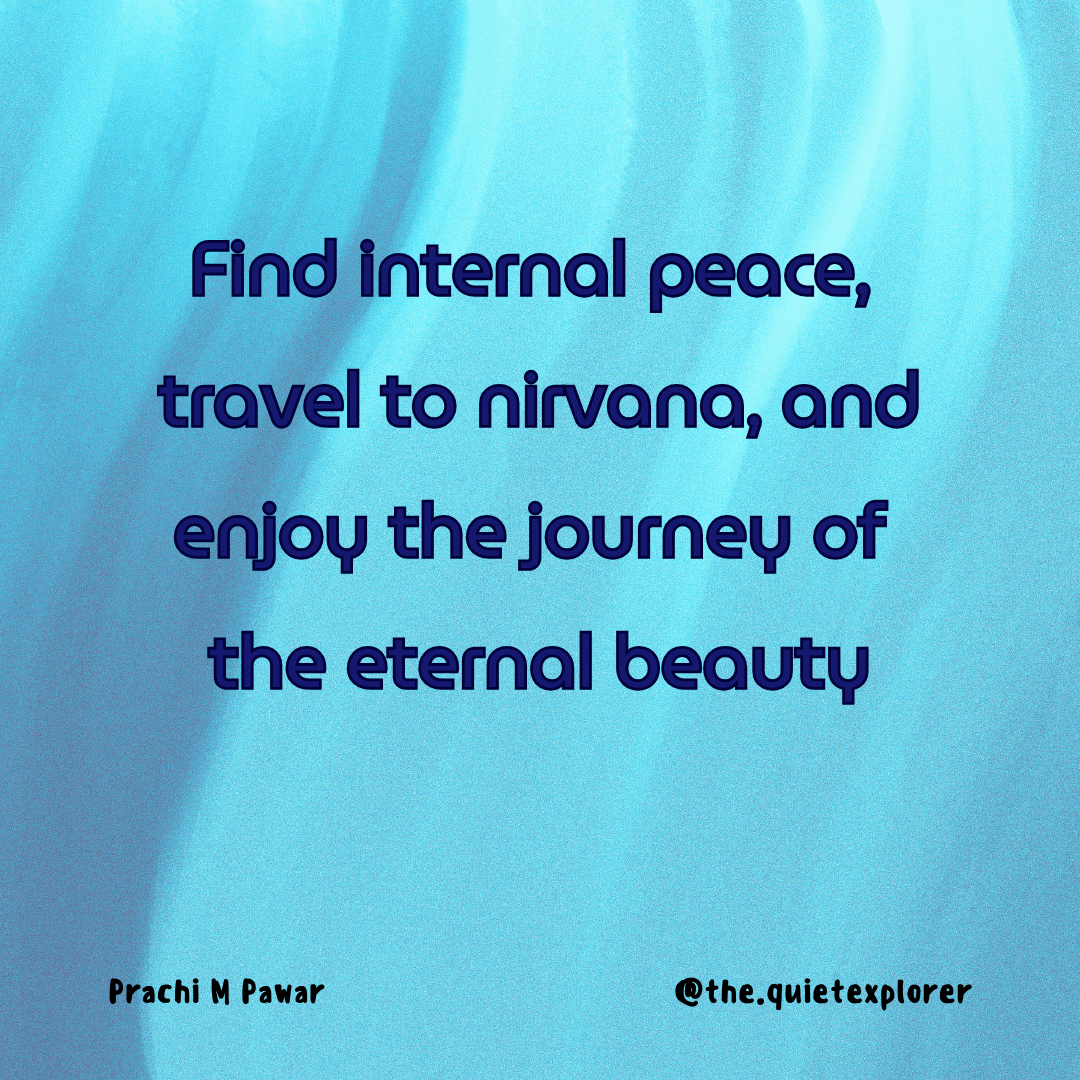 Find internal peace,
travel to nirvana, and
enjoy the journey of
the eternal beauty
Prachi M Pawar
@the.quietexplorer